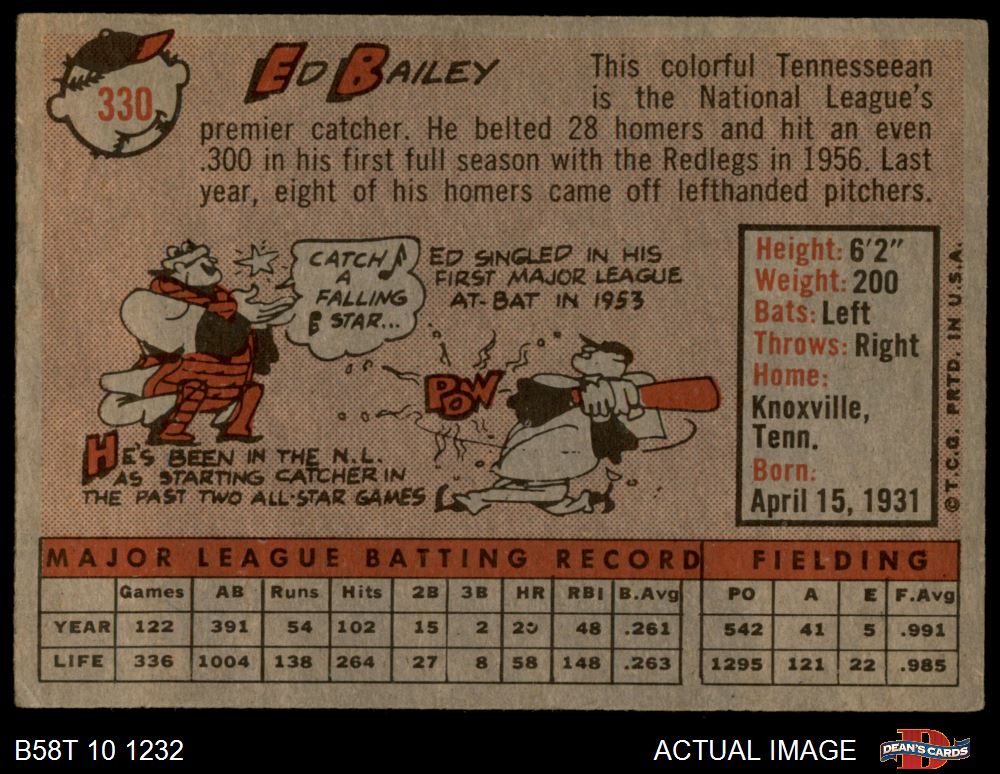 330
ED BAILEY
This colorful Tennesseean
is the National League's
premier catcher. He belted 28 homers and hit an even
.300 in his first full season with the Redlegs in 1956. Last
year, eight of his homers came off lefthanded pitchers.
CATCH
A
FALLING
STAR...
ED SINGLED IN HIS
FIRST MAJOR LEAGUE
AT-BAT IN 1953
POW
HE'S BEEN IN THE N.L.
AS STARTING CATCHER IN
THE PAST TWO ALL-STAR GAMES
Height: 6'2"
Weight: 200
Bats: Left
Throws: Right
Home:
Knoxville,
Tenn.
Born:
April 15, 1931
© T.C.G. PRTD. IN U.S.A.
MAJOR LEAGUE BATTING RECORD FIELDING
Games AB Runs Hits 2B 3B HR RBI B.Avg PO A E F.Avg
YEAR 122 391 54 102 15 2 20 48 .261 542 41 5 .991
LIFE 336 1004 138 264 27 8 58 148 .263 1295 121 22 .985
B58T 10 1232
ACTUAL IMAGE
DEAN'S CARDS